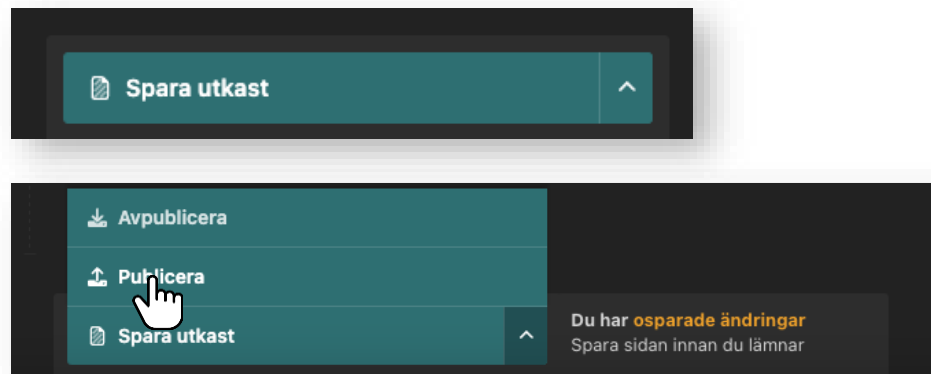 Spara utkast
Avpublicera
Publicera
Spara utkast
Du har osparade ändringar
Spara sidan innan du lämnar